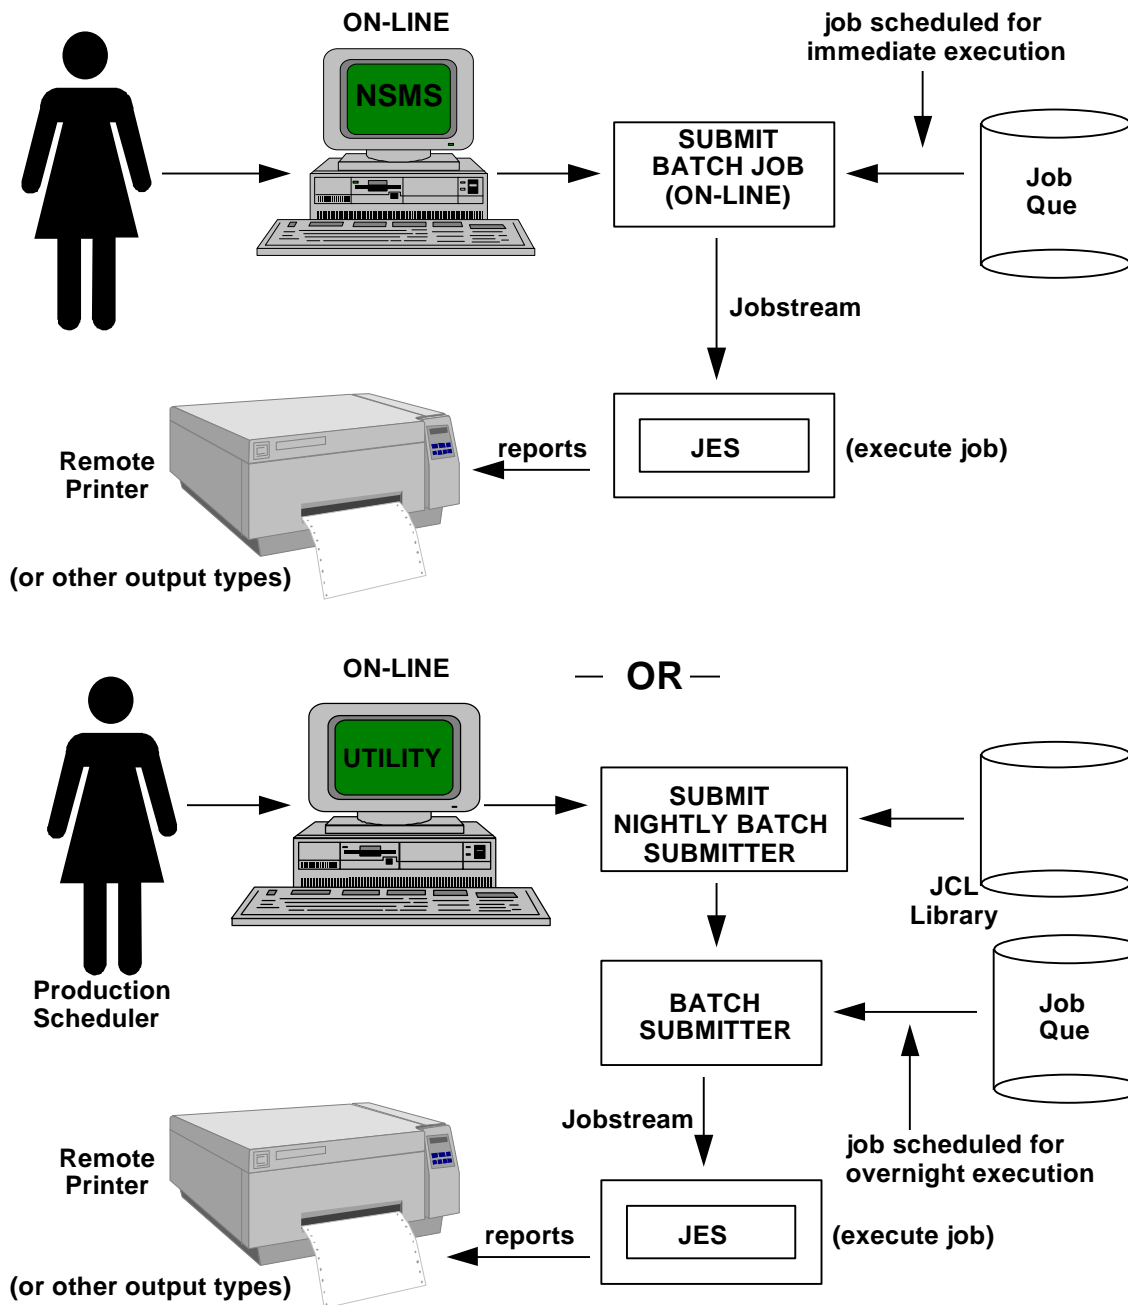 ON-LINE
job scheduled for
immediate execution
NSMS
SUBMIT
BATCH JOB
(ON-LINE)
Job
Que
Jobstream
JES
(execute job)
reports
Remote
Printer
(or other output types)
ON-LINE
— OR —
UTILITY
SUBMIT
NIGHTLY BATCH
SUBMITTER
JCL
Library
Production
Scheduler
BATCH
SUBMITTER
Job
Que
Jobstream
job scheduled for
overnight execution
Remote
Printer
reports
JES
(execute job)
(or other output types)